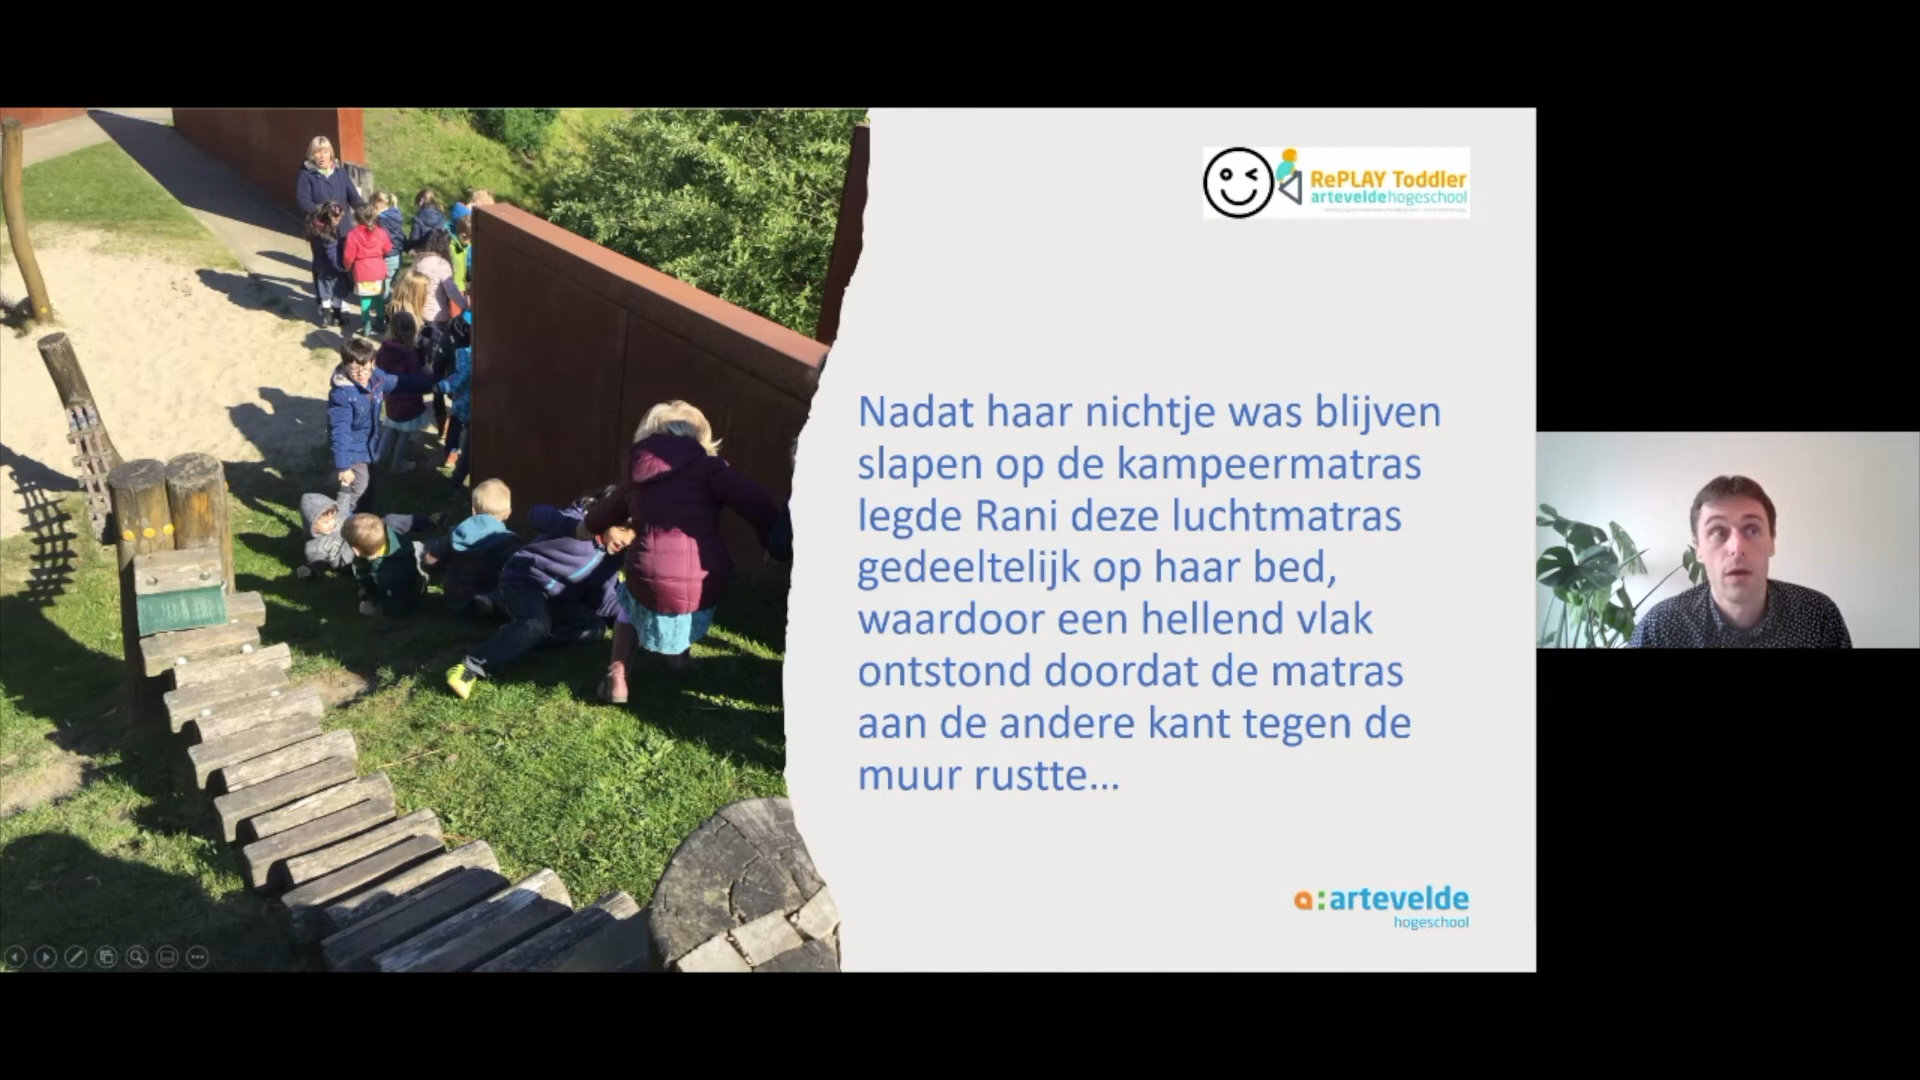 RePLAY Toddler
arteveldehogeschool
Nadat haar nichtje was blijven
slapen op de kampeermatras
legde Rani deze luchtmatras
gedeeltelijk op haar bed,
waardoor een hellend vlak
ontstond doordat de matras
aan de andere kant tegen de
muur rustte...
a:artevelde
hogeschool